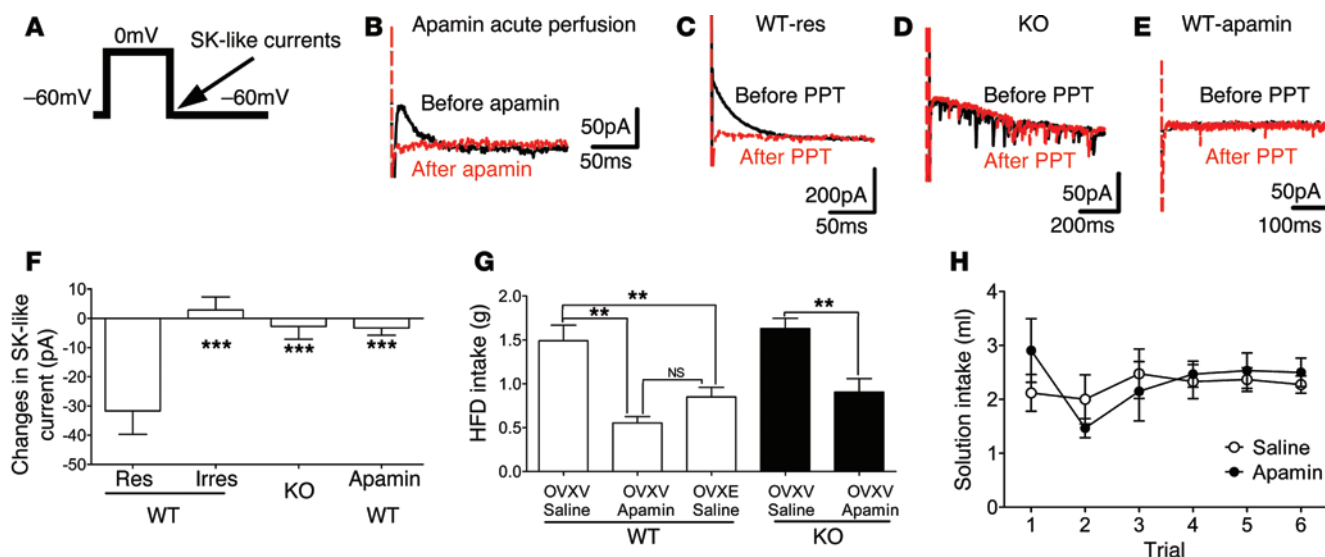 A
0mV
SK-like currents
–60mV
–60mV
B
Apamin acute perfusion
Before apamin
After apamin
50pA
50ms
C
WT-res
Before PPT
After PPT
200pA
50ms
D
KO
Before PPT
After PPT
50pA
200ms
E
WT-apamin
Before PPT
After PPT
50pA
100ms
F
Changes in SK-like
current (pA)
10
0
-10
-20
-30
-40
-50
***
***
***
Res
Irres
KO
Apamin
WT
WT
G
HFD intake (g)
2.0
1.5
1.0
0.5
0.0
**
**
NS
**
OVXV
Saline
OVXV
Apamin
OVXE
Saline
OVXV
Saline
OVXV
Apamin
WT
KO
H
Solution intake (ml)
4
3
2
1
0
Saline
Apamin
1 2 3 4 5 6
Trial